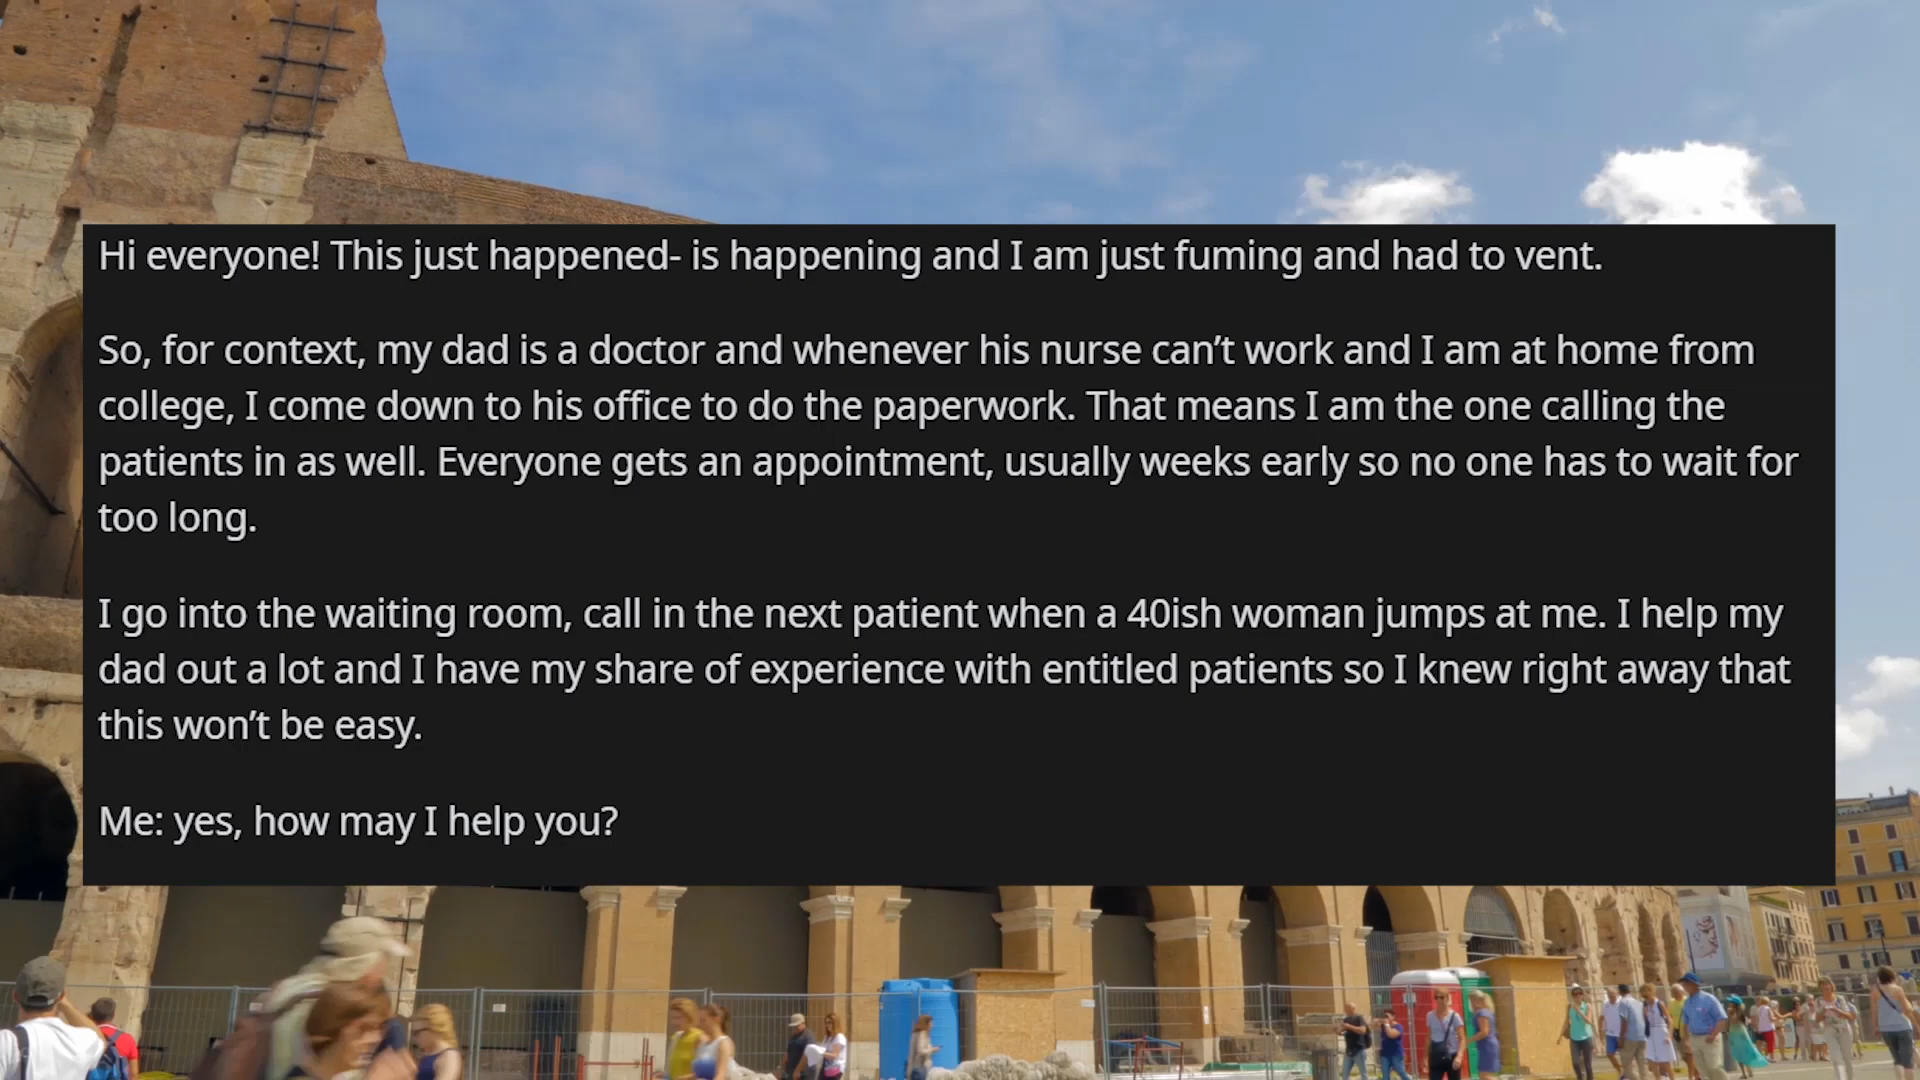 Hi everyone! This just happened- is happening and I am just fuming and had to vent.
So, for context, my dad is a doctor and whenever his nurse can’t work and I am at home from
college, I come down to his office to do the paperwork. That means I am the one calling the
patients in as well. Everyone gets an appointment, usually weeks early so no one has to wait for
too long.
I go into the waiting room, call in the next patient when a 40ish woman jumps at me. I help my
dad out a lot and I have my share of experience with entitled patients so I knew right away that
this won’t be easy.
Me: yes, how may I help you?